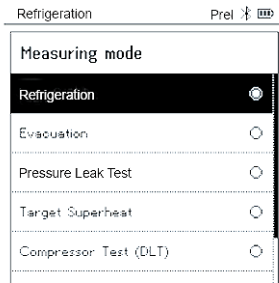 Refrigeration Prel
Measuring mode
Refrigeration
Evacuation
Pressure Leak Test
Target Superheat
Compressor Test (DLT)